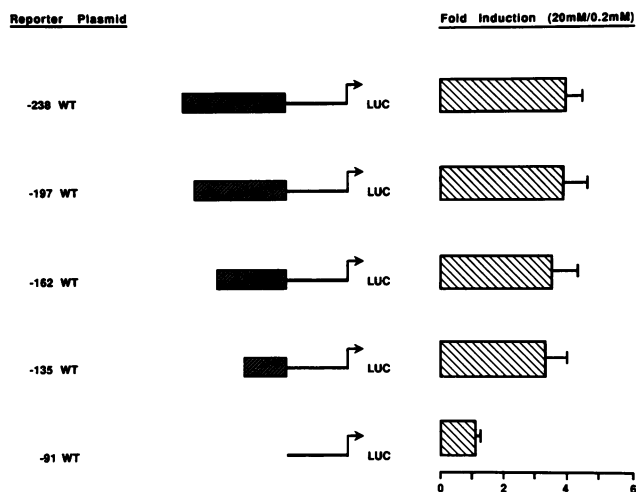 Reporter Plasmid
Fold Induction (20mM/0.2mM)
-238 WT
LUC
-197 WT
LUC
-162 WT
LUC
-135 WT
LUC
-91 WT
LUC
0 2 4 6